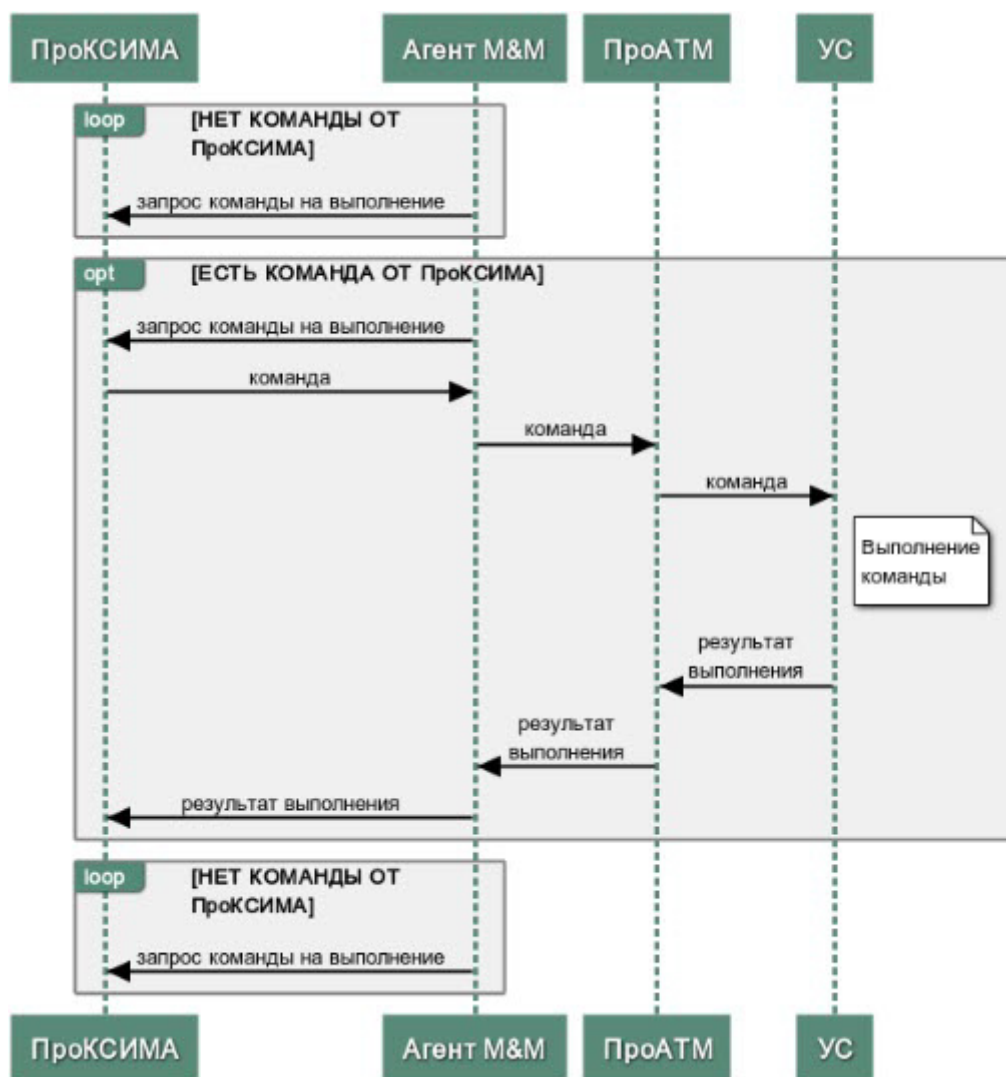 ПроКСИМА Агент М&М ПроАТМ УС
loop [НЕТ КОМАНДЫ ОТ
ПроКСИМА]
запрос команды на выполнение
opt [ЕСТЬ КОМАНДА ОТ ПроКСИМА]
запрос команды на выполнение
команда
команда
команда
Выполнение
команды
результат
выполнения
результат
выполнения
результат выполнения
loop [НЕТ КОМАНДЫ ОТ
ПроКСИМА]
запрос команды на выполнение
ПроКСИМА Агент М&М ПроАТМ УС